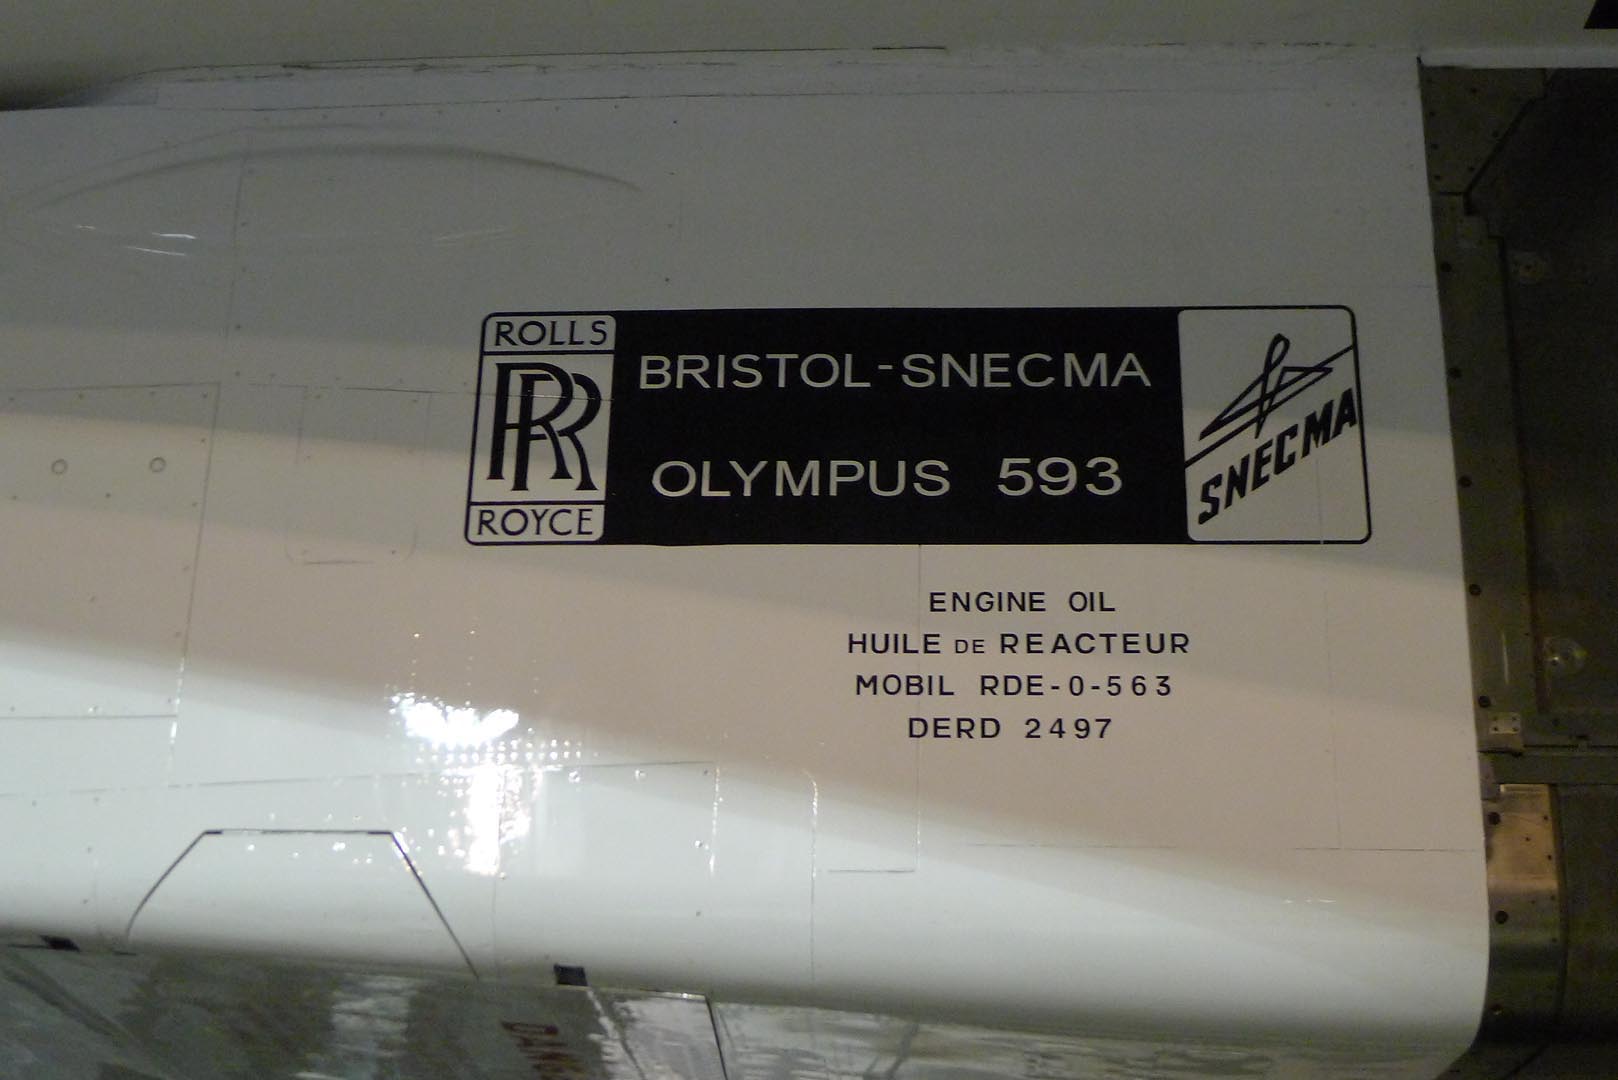 ROLLS
RR
ROYCE
BRISTOL-SNECMA
OLYMPUS 593
SNECMA
ENGINE OIL
HUILE DE REACTEUR
MOBIL RDE-0-563
DERD 2497